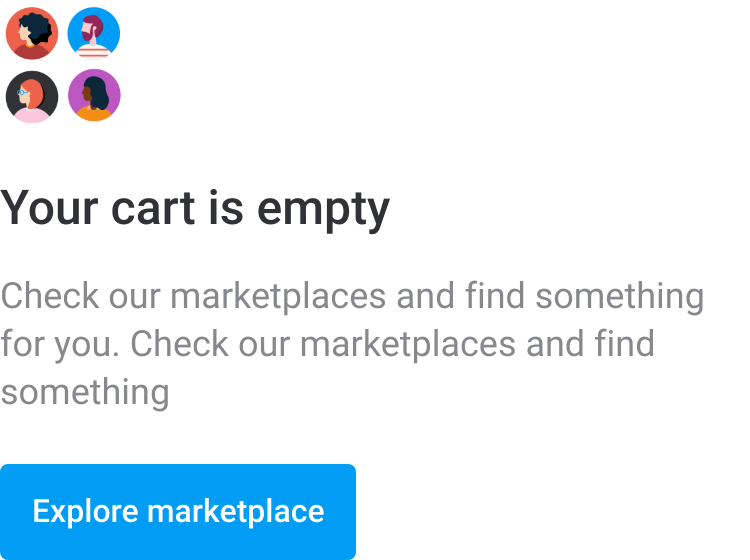 Your cart is empty
Check our marketplaces and find something
for you. Check our marketplaces and find
something
Explore marketplace